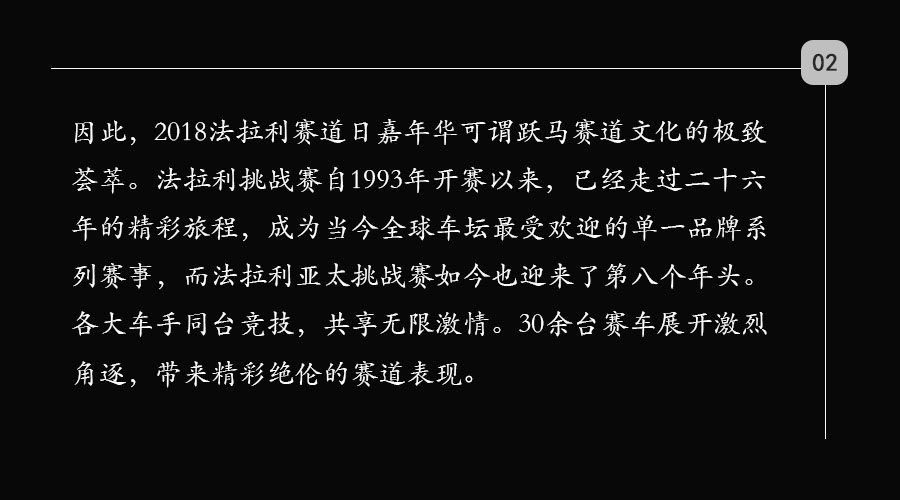 02
因此，2018法拉利赛道日嘉年华可谓跃马赛道文化的极致
荟萃。法拉利挑战赛自1993年开赛以来，已经走过二十六
年的精彩旅程，成为当今全球车坛最受欢迎的单一品牌系
列赛事，而法拉利亚太挑战赛如今也迎来了第八个年头。
各大车手同台竞技，共享无限激情。30余台赛车展开激烈
角逐，带来精彩绝伦的赛道表现。